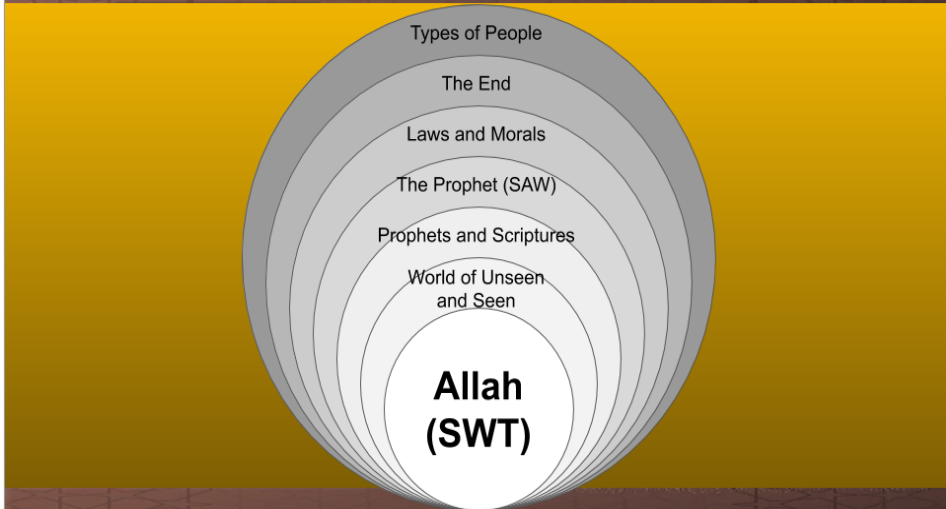 Types of People
The End
Laws and Morals
The Prophet (SAW)
Prophets and Scriptures
World of Unseen
and Seen
Allah
(SWT)